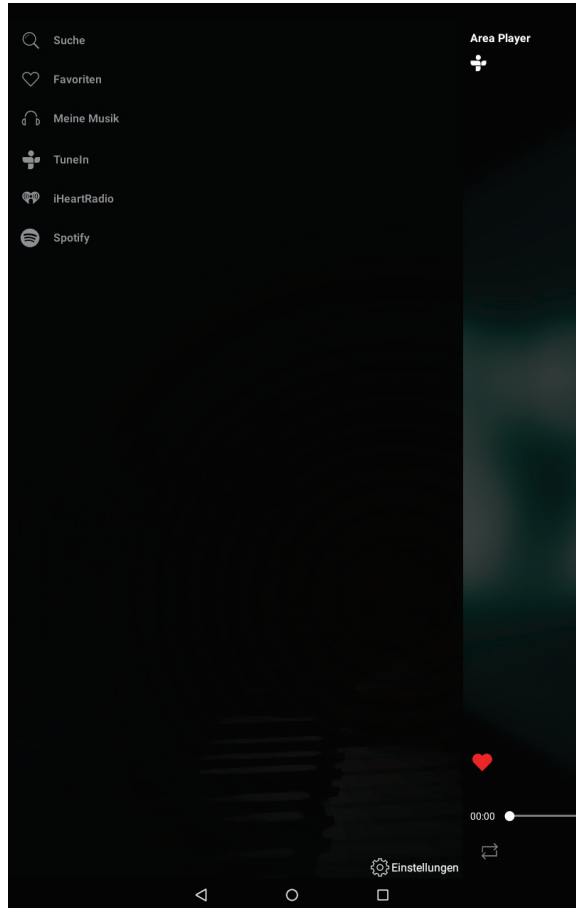 Suche
Favoriten
Meine Musik
TuneIn
iHeartRadio
Spotify
Einstellungen
Area Player
00:00